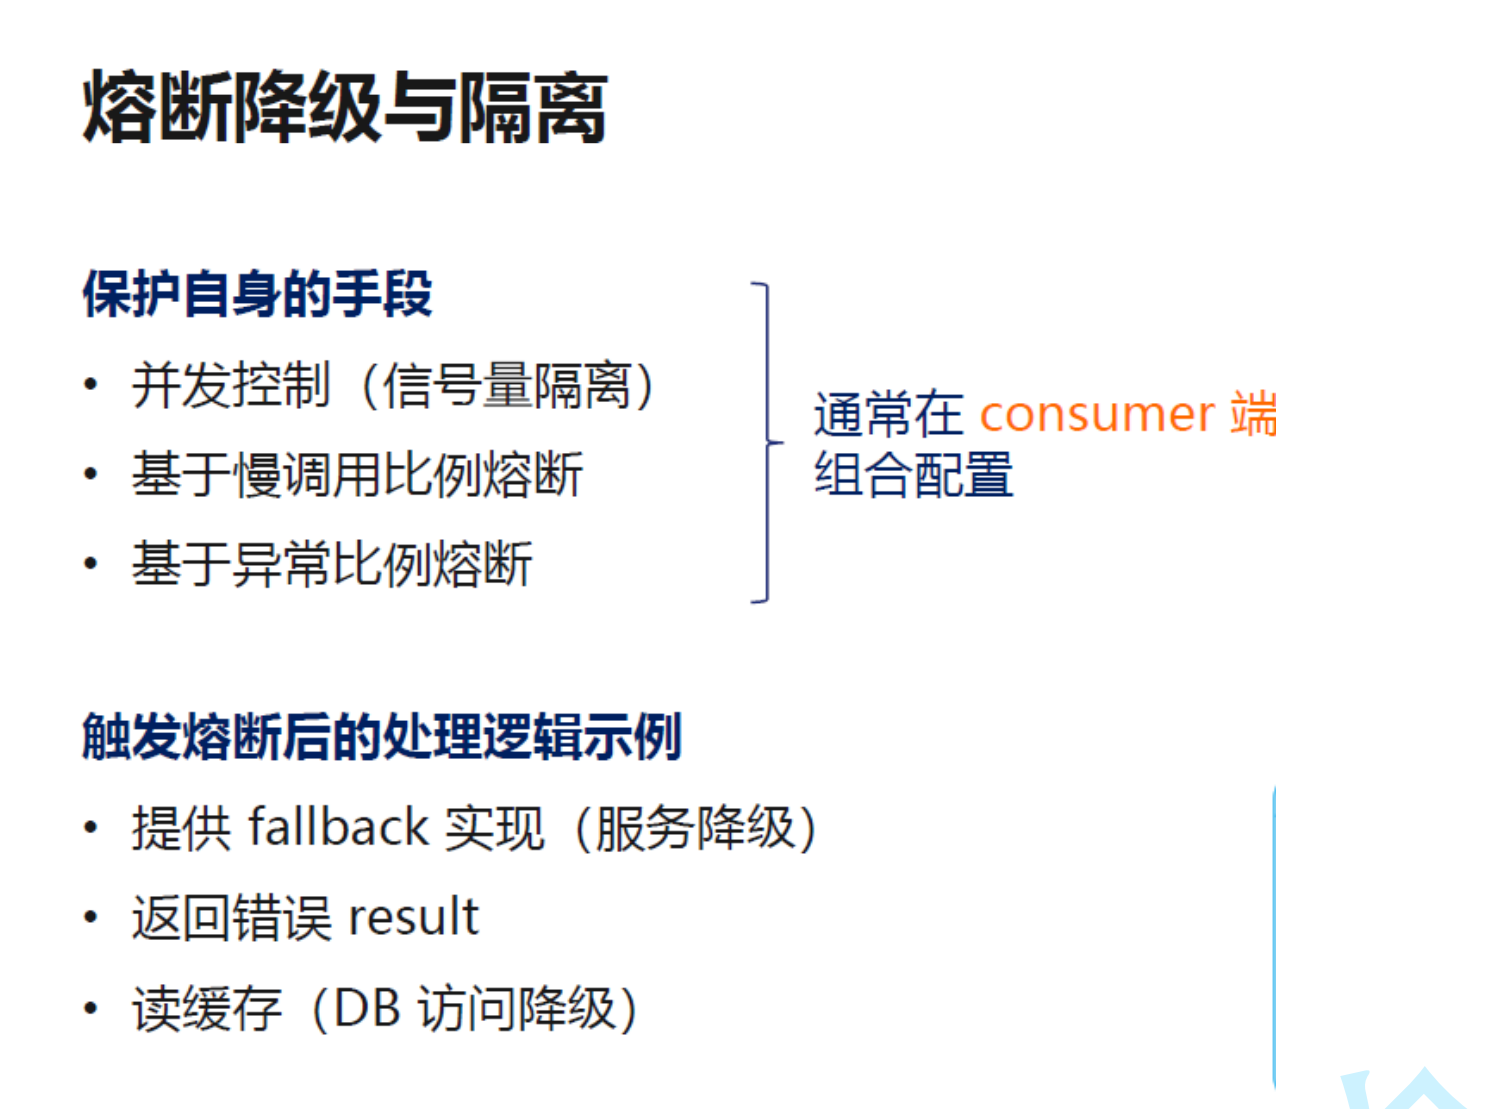 熔断降级与隔离
保护自身的手段
• 并发控制（信号量隔离）
• 基于慢调用比例熔断
• 基于异常比例熔断
通常在 consumer 端
组合配置
触发熔断后的处理逻辑示例
• 提供 fallback 实现（服务降级）
• 返回错误 result
• 读缓存（DB 访问降级）